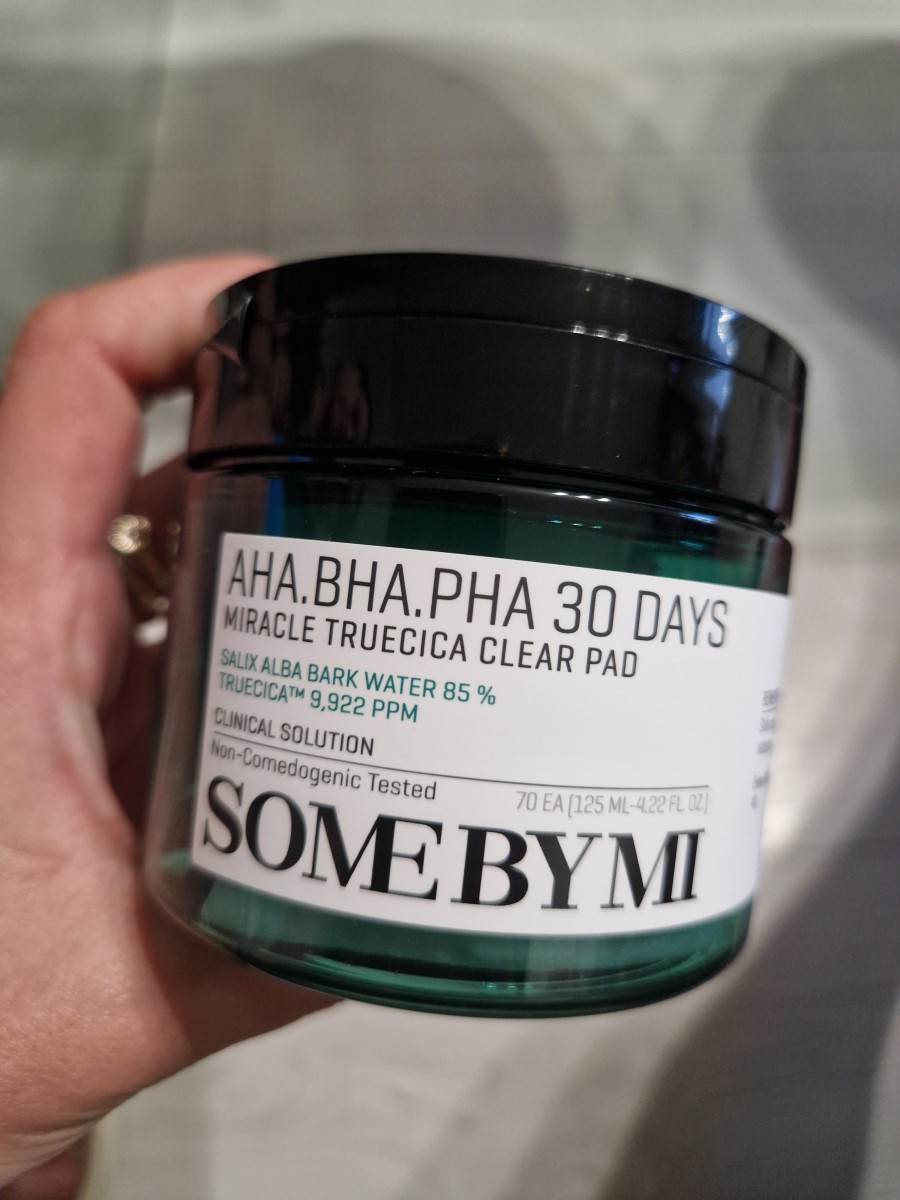 AHA.BHA.PHA 30 DAYS
MIRACLE TRUECICA CLEAR PAD
SALIX ALBA BARK WATER 85 %
TRUECICA™ 9,922 PPM
CLINICAL SOLUTION
Non-Comedogenic Tested
70 EA [125 ML-4.22 FL OZ.]
SOME BY MI